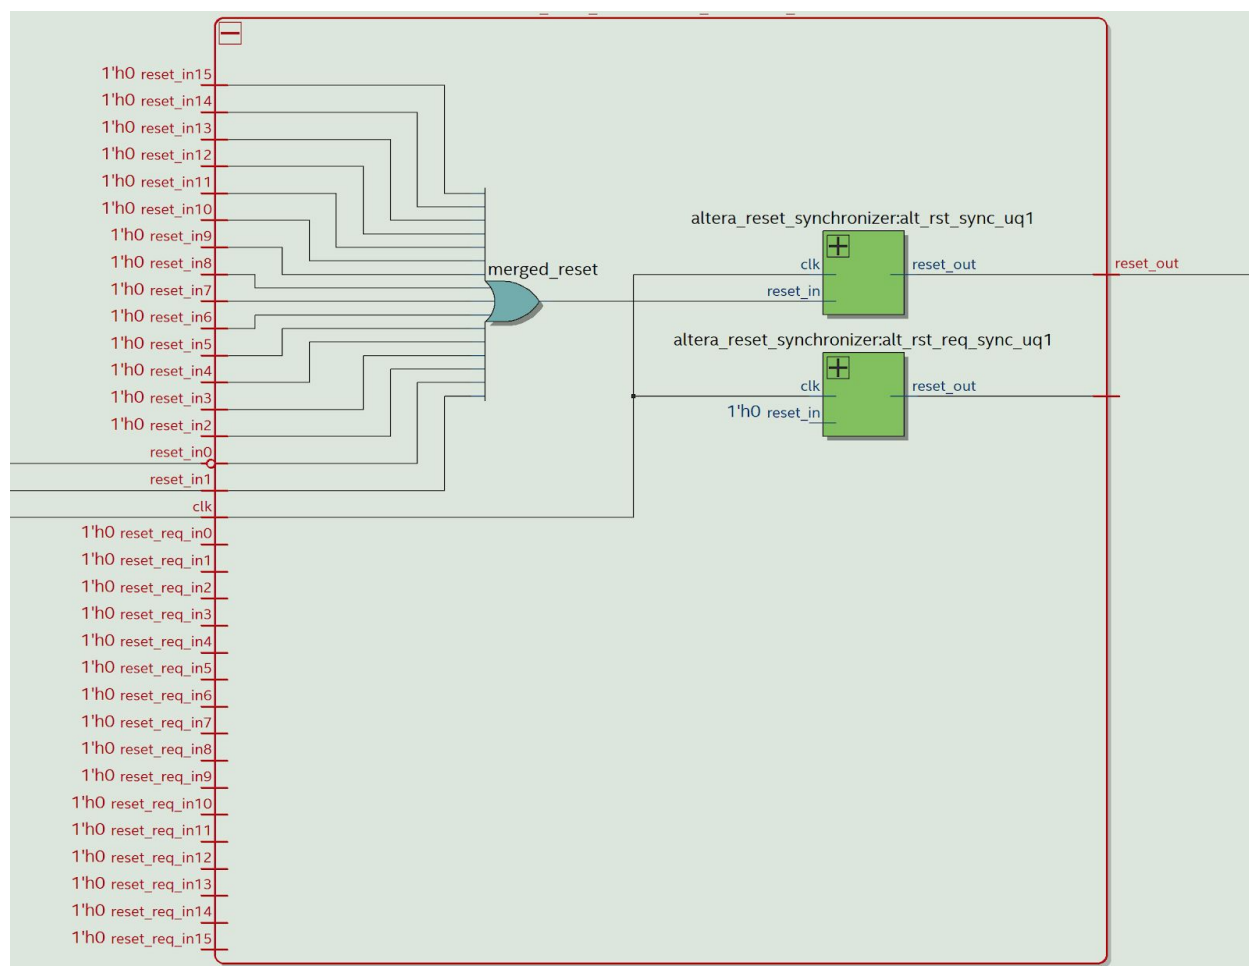 1'h0 reset_in15
1'h0 reset_in14
1'h0 reset_in13
1'h0 reset_in12
1'h0 reset_in11
1'h0 reset_in10
1'h0 reset_in9
1'h0 reset_in8
1'h0 reset_in7
1'h0 reset_in6
1'h0 reset_in5
1'h0 reset_in4
1'h0 reset_in3
1'h0 reset_in2
reset_in0
reset_in1
clk
1'h0 reset_req_in0
1'h0 reset_req_in1
1'h0 reset_req_in2
1'h0 reset_req_in3
1'h0 reset_req_in4
1'h0 reset_req_in5
1'h0 reset_req_in6
1'h0 reset_req_in7
1'h0 reset_req_in8
1'h0 reset_req_in9
1'h0 reset_req_in10
1'h0 reset_req_in11
1'h0 reset_req_in12
1'h0 reset_req_in13
1'h0 reset_req_in14
1'h0 reset_req_in15
merged_reset
altera_reset_synchronizer:alt_rst_sync_uq1
clk
reset_out
reset_in
altera_reset_synchronizer:alt_rst_req_sync_uq1
clk
reset_out
1'h0 reset_in
reset_out